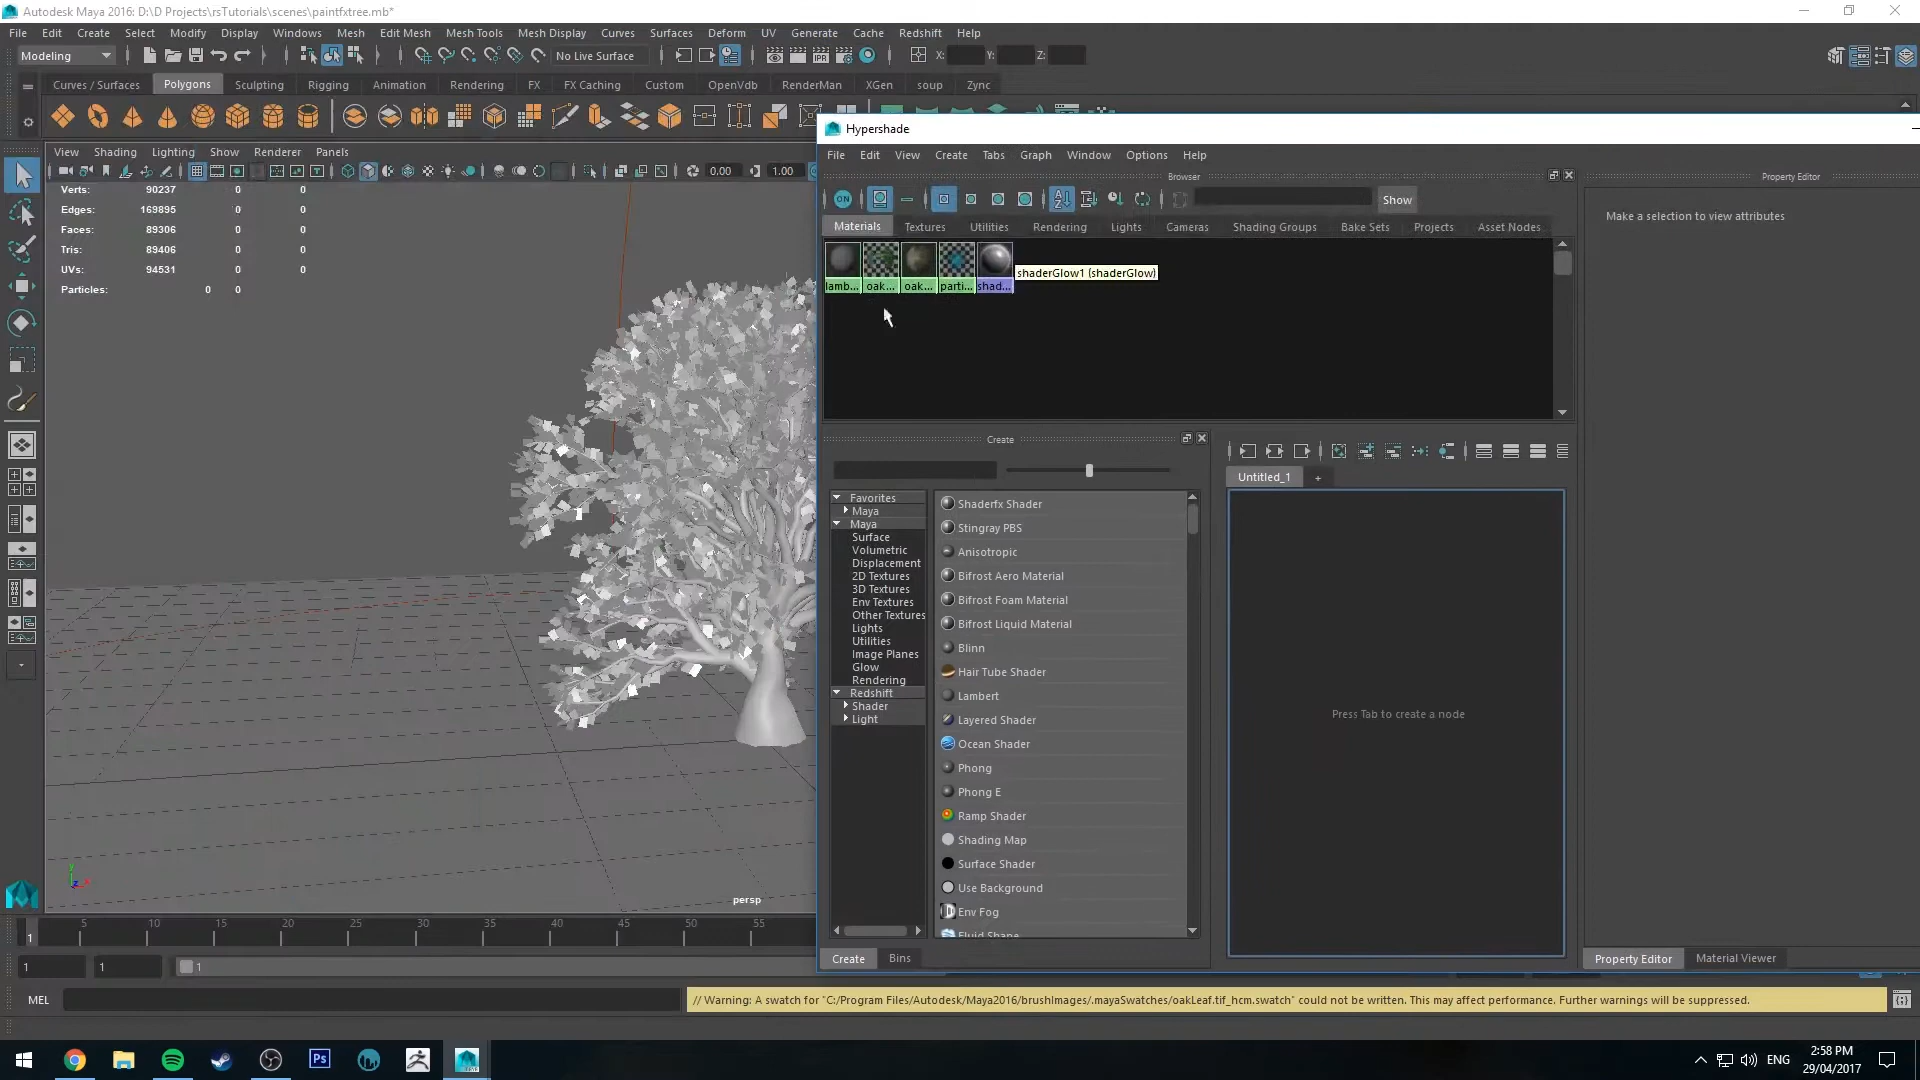 Autodesk Maya 2016: D:\D Projects\rsTutorials\scenes\paintfxtree.mb*
File Edit Create Select Modify Display Windows Mesh Edit Mesh Mesh Tools Mesh Display Curves Surfaces Deform UV Generate Cache Redshift Help
Modeling No Live Surface X: Y: Z:
Curves / Surfaces Polygons Sculpting Rigging Animation Rendering FX FX Caching Custom OpenVdb RenderMan XGen soup Zync
Hypershade
View Shading Lighting Show Renderer Panels
File Edit View Create Tabs Graph Window Options Help
0.00 1.00
Browser
Property Editor
Verts: 90237 0 0
Edges: 169895 0 0
Faces: 89306 0 0
Tris: 89406 0 0
UVs: 94531 0 0
Particles: 0 0
ON Show
Make a selection to view attributes
Materials Textures Utilities Rendering Lights Cameras Shading Groups Bake Sets Projects Asset Nodes
shaderGlow1 (shaderGlow)
lamb... oak... oak... parti... shad...
Create
Untitled_1 +
Favorites
Maya
Maya
Surface
Volumetric
Displacement
2D Textures
3D Textures
Env Textures
Other Textures
Lights
Utilities
Image Planes
Glow
Rendering
Redshift
Shader
Light
Shaderfx Shader
Stingray PBS
Anisotropic
Bifrost Aero Material
Bifrost Foam Material
Bifrost Liquid Material
Blinn
Hair Tube Shader
Lambert
Layered Shader
Ocean Shader
Phong
Phong E
Ramp Shader
Shading Map
Surface Shader
Use Background
Env Fog
Fluid Shape
Press Tab to create a node
persp
y
x
5 10 15 20 25 30 35 40 45 50 55
1
Create Bins
Property Editor Material Viewer
1 1 1
MEL
// Warning: A swatch for "C:/Program Files/Autodesk/Maya2016/brushImages/.mayaSwatches/oakLeaf.tif_hcm.swatch" could not be written. This may affect performance. Further warnings will be suppressed.
Ps
ENG
2:58 PM
29/04/2017